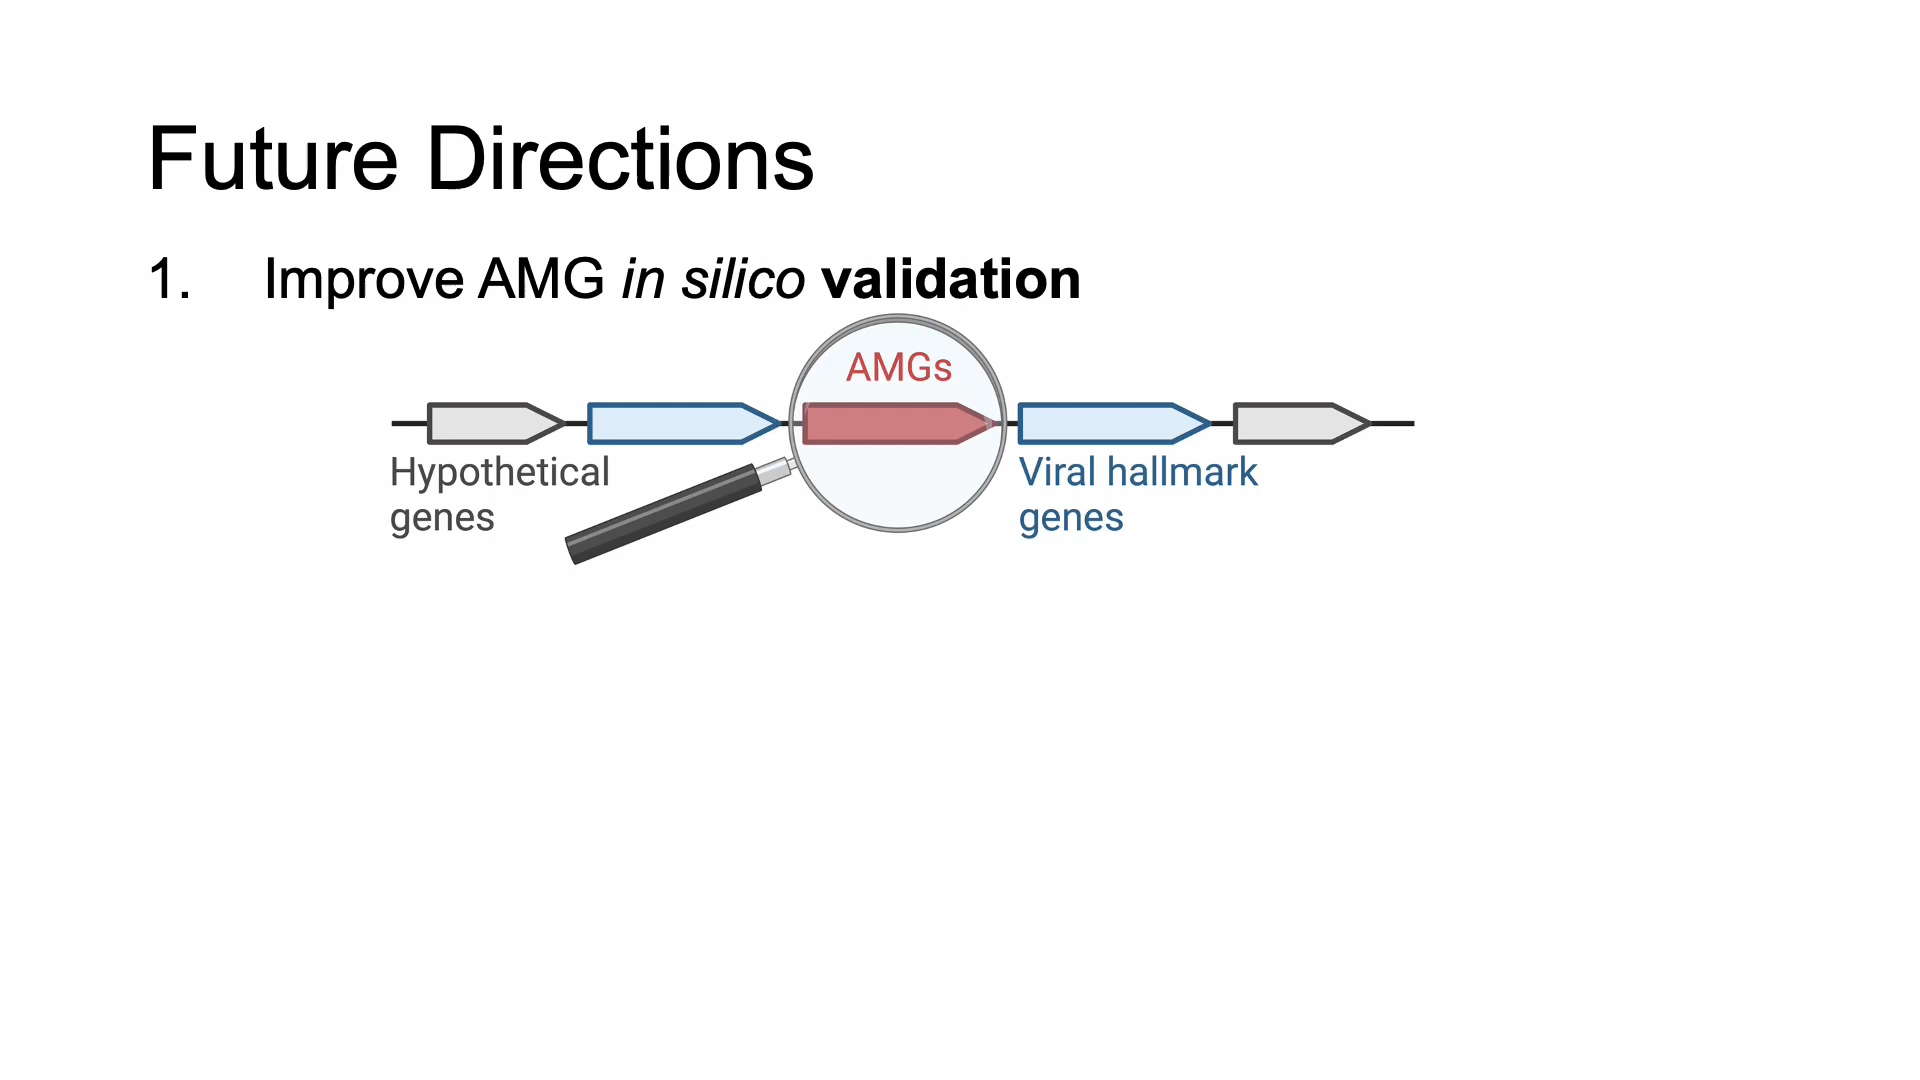 Future Directions
1. Improve AMG in silico validation
AMGs
Hypothetical
genes
Viral hallmark
genes